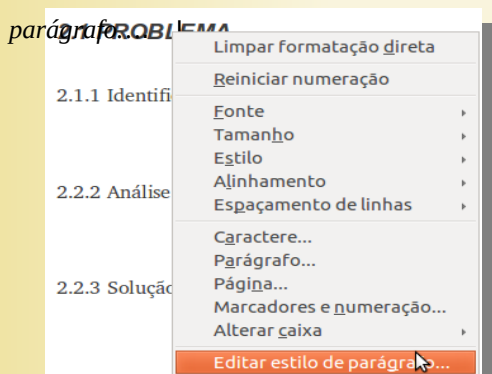 parágrafo....
2.1 PROBLEMA
Limpar formatação direta
Reiniciar numeração
2.1.1 Identifi
Fonte
Tamanho
Estilo
Alinhamento
2.2.2 Análise
Espaçamento de linhas
Caractere...
Parágrafo...
Página...
2.2.3 Solução
Marcadores e numeração...
Alterar caixa
Editar estilo de parágrafo...